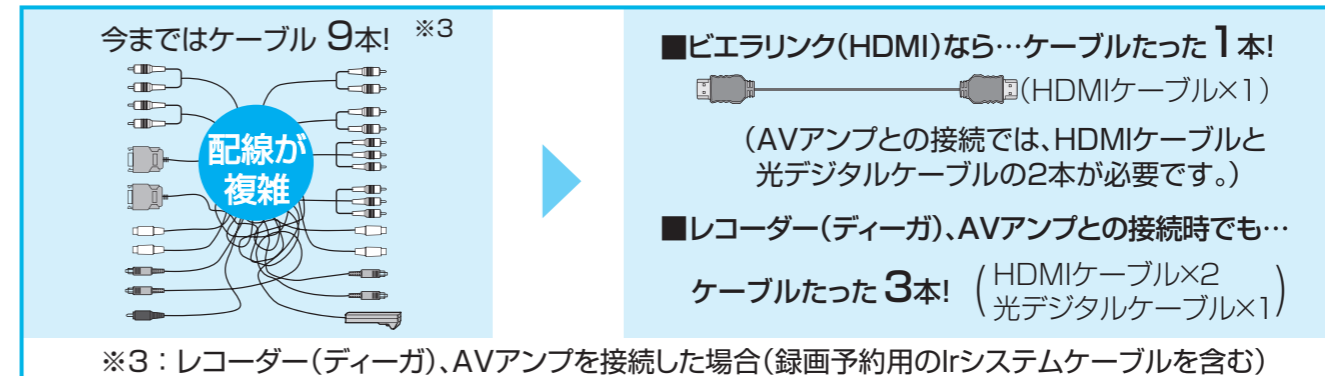 今まではケーブル 9本! ※3
配線が
複雑
■ビエラリンク(HDMI)なら…ケーブルたった1本!
(HDMIケーブル×1)
(AVアンプとの接続では、HDMIケーブルと
光デジタルケーブルの2本が必要です。)
■レコーダー(ディーガ)、AVアンプとの接続時でも…
ケーブルたった3本! (HDMIケーブル×2
光デジタルケーブル×1)
※3:レコーダー(ディーガ)、AVアンプを接続した場合(録画予約用のIrシステムケーブルを含む)